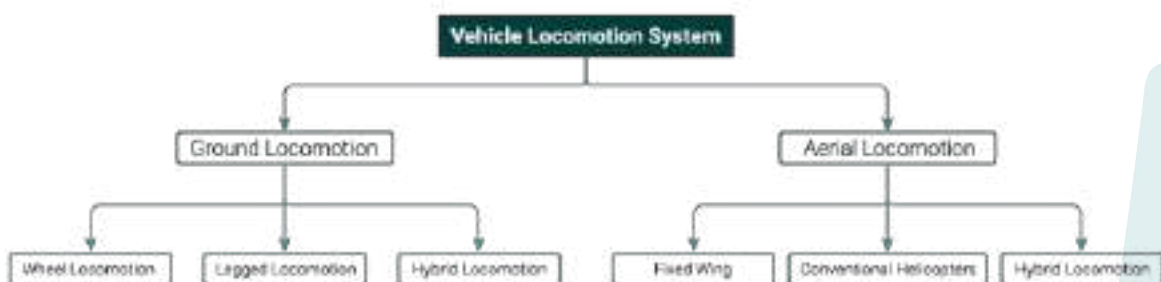 Vehicle Locomotion System
Ground Locomotion
Aerial Locomotion
Wheel Locomotion
Legged Locomotion
Hybrid Locomotion
Fixed Wing
Conventional Helicopters
Hybrid Locomotion